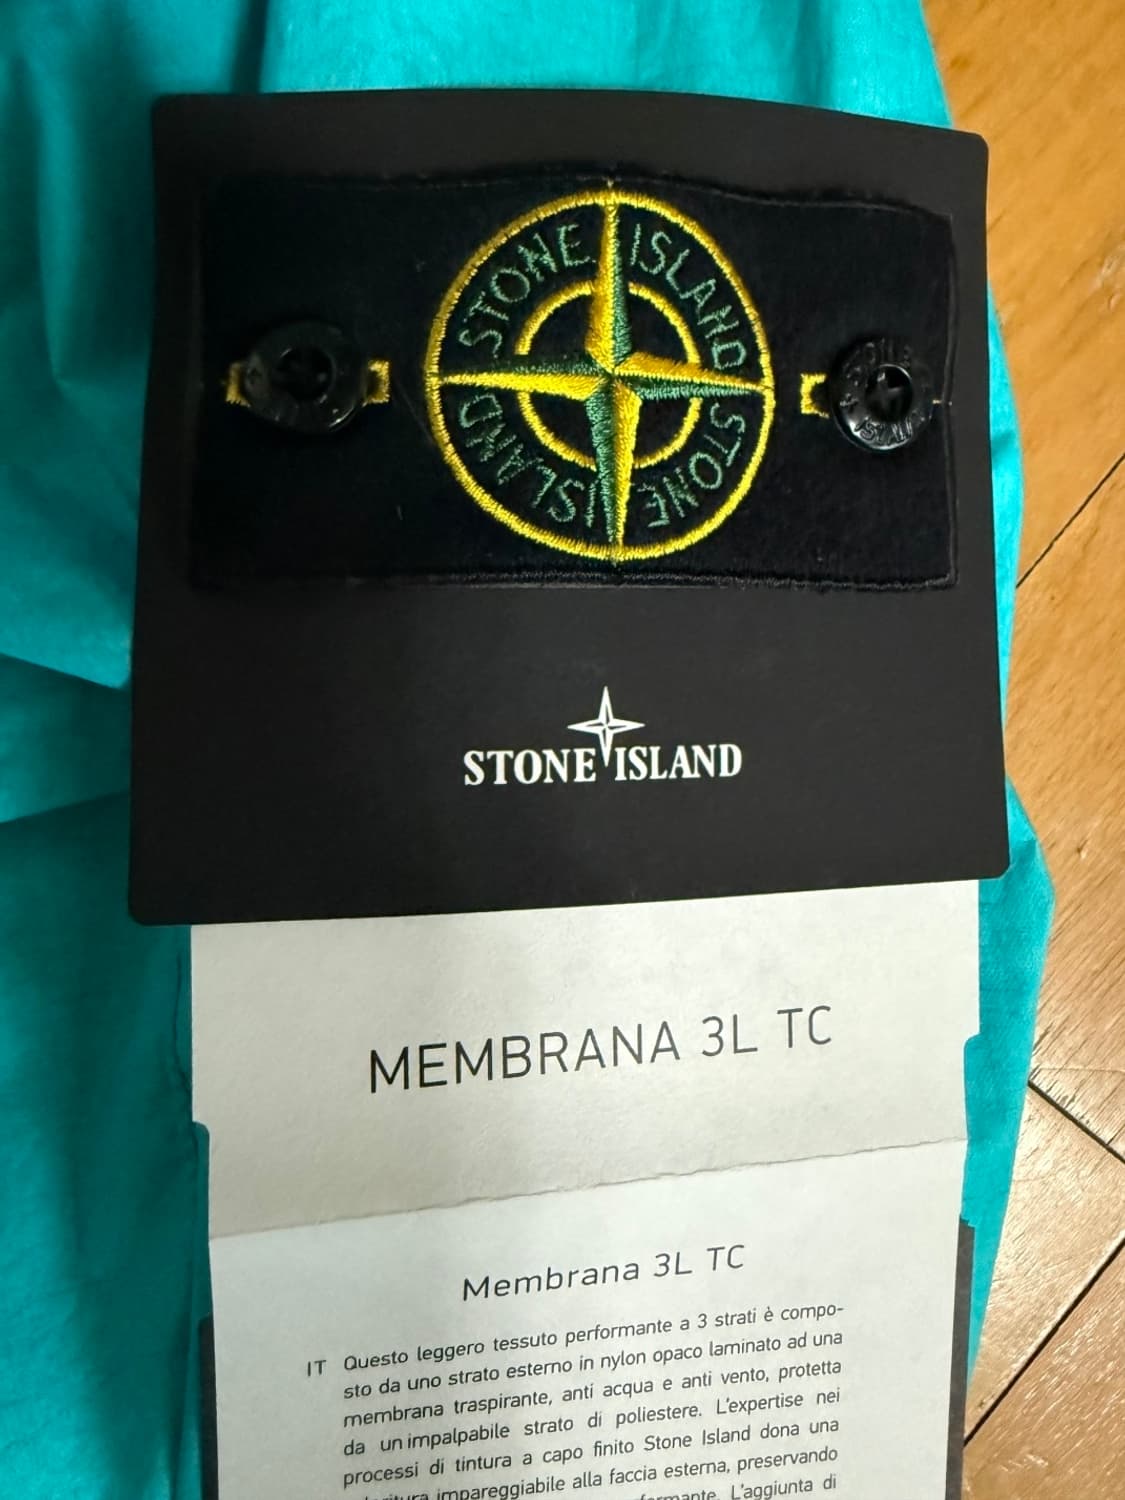 STONE ISLAND
STONE ISLAND
STONE ISLAND
MEMBRANA 3L TC
Membrana 3L TC
IT Questo leggero tessuto performante a 3 strati è compo-
sto da uno strato esterno in nylon opaco laminato ad una
membrana traspirante, anti acqua e anti vento, protetta
da un impalpabile strato di poliestere. L'expertise nei
processi di tintura a capo finito Stone Island dona una
impareggiabile alla faccia esterna, preservando
L'aggiunta di